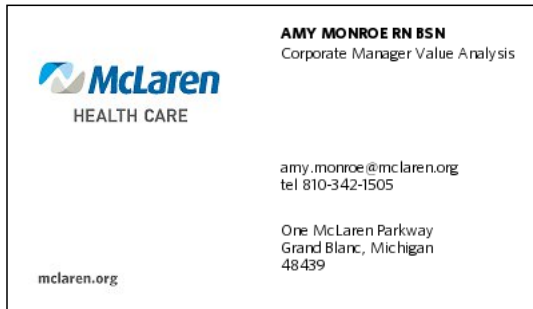 McLaren
HEALTH CARE
mclaren.org
AMY MONROE RN BSN
Corporate Manager Value Analysis
amy.monroe@mclaren.org
tel 810-342-1505
One McLaren Parkway
Grand Blanc, Michigan
48439